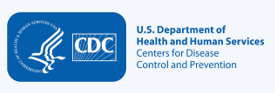 CDC
U.S. Department of
Health and Human Services
Centers for Disease
Control and Prevention